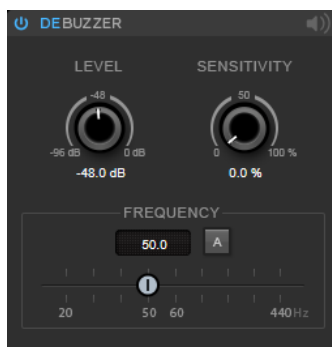 DEBUZZER
LEVEL SENSITIVITY
-48 50
-96 dB 0 dB 0 100 %
-48.0 dB 0.0 %
FREQUENCY
50.0 A
20 50 60 440 Hz